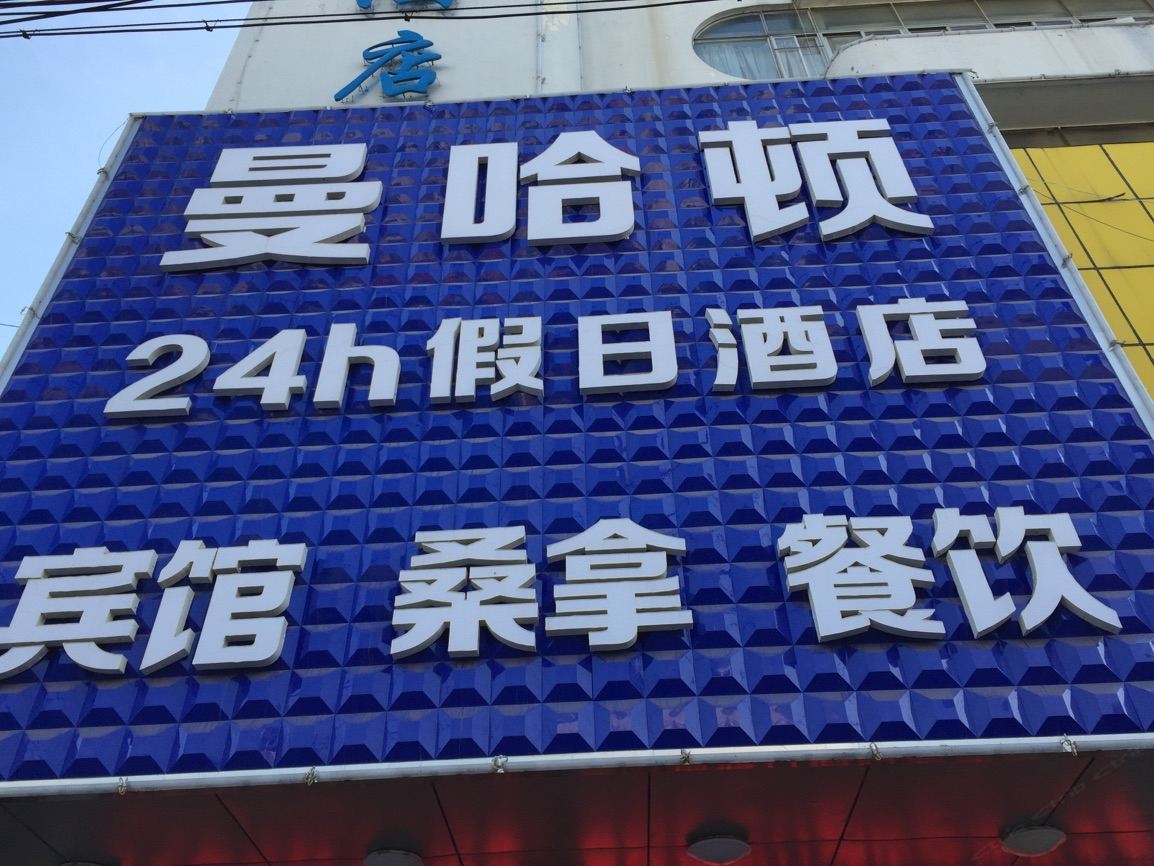 店
曼哈顿
24h假日酒店
宾馆 桑拿 餐饮